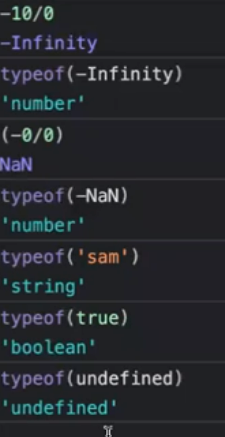 -10/0
-Infinity
typeof(-Infinity)
'number'
(-0/0)
NaN
typeof(-NaN)
'number'
typeof('sam')
'string'
typeof(true)
'boolean'
typeof(undefined)
'undefined'